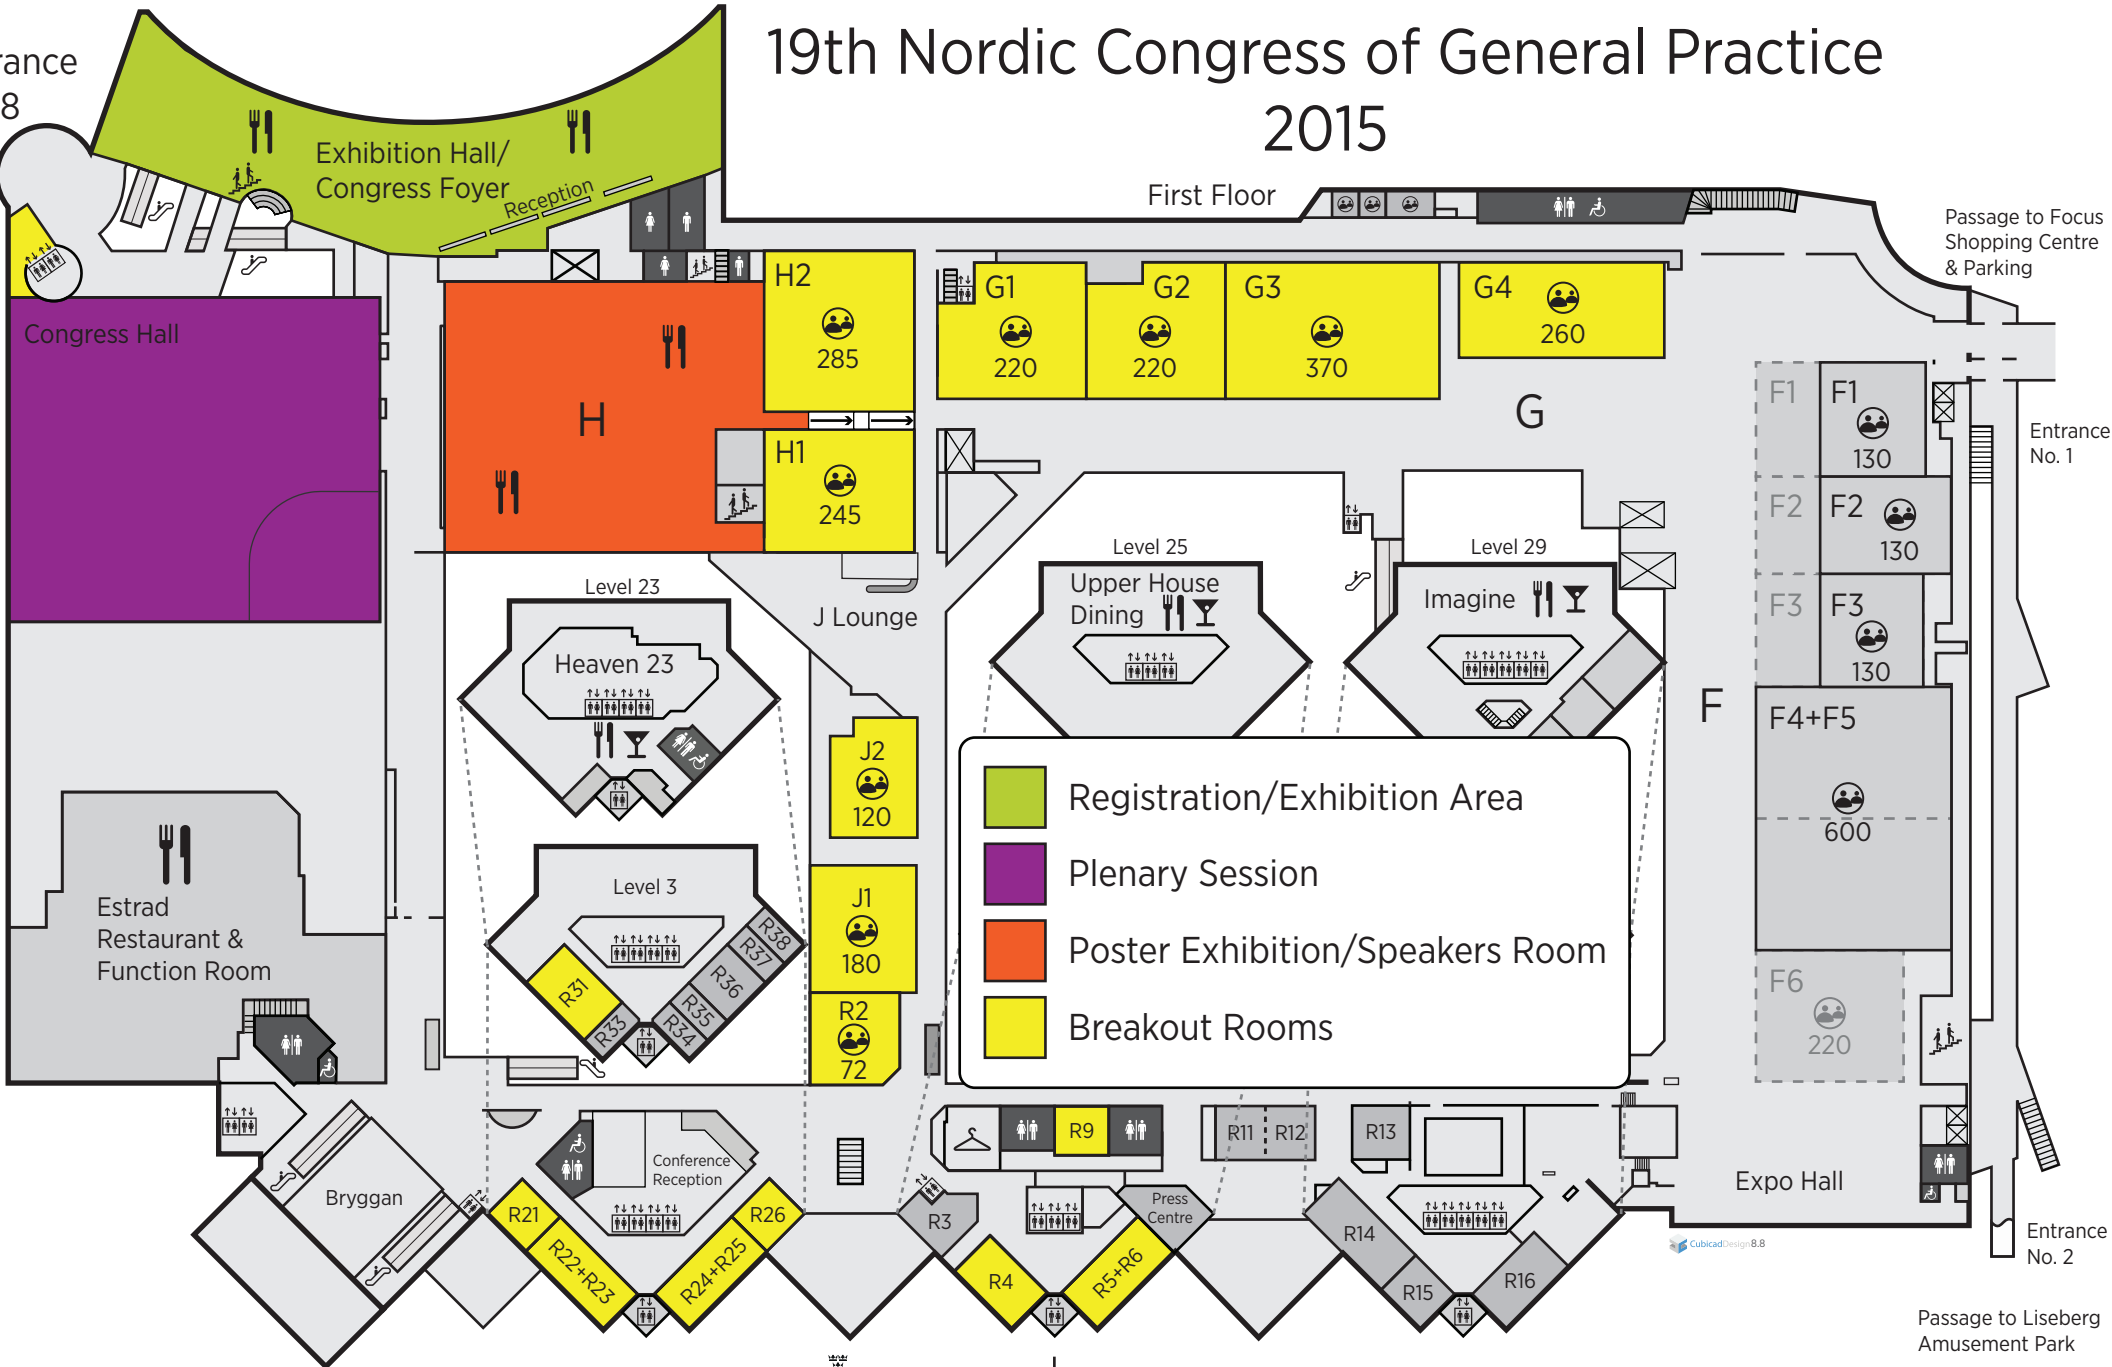 19th Nordic Congress of General Practice
2015
rance
8
First Floor
Passage to Focus
Shopping Centre
& Parking
Exhibition Hall/
Congress Foyer
Reception
Congress Hall
H
H2
285
H1
245
G1
220
G2
220
G3
370
G4
260
G
F1
F1
130
F2
F2
130
F3
F3
130
F
F4+F5
600
F6
220
Entrance
No. 1
Level 23
Heaven 23
J Lounge
Level 25
Upper House
Dining
Level 29
Imagine
J2
120
J1
180
R2
72
Level 3
R31
R33
R34
R35
R36
R37
R38
Estrad
Restaurant &
Function Room
Registration/Exhibition Area
Plenary Session
Poster Exhibition/Speakers Room
Breakout Rooms
Bryggan
Conference
Reception
R21
R22+R23
R24+R25
R26
R3
R4
R5+R6
R9
Press
Centre
R11
R12
R13
R14
R15
R16
Expo Hall
CubicadDesign 8.8
Entrance
No. 2
Passage to Liseberg
Amusement Park